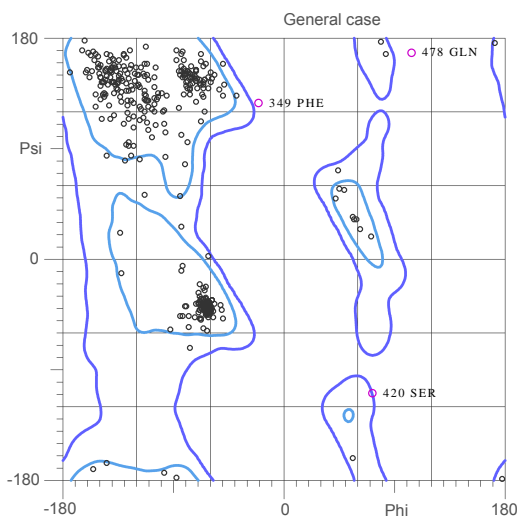 General case
180
478 GLN
349 PHE
Psi
0
420 SER
-180
-180
0
Phi
180